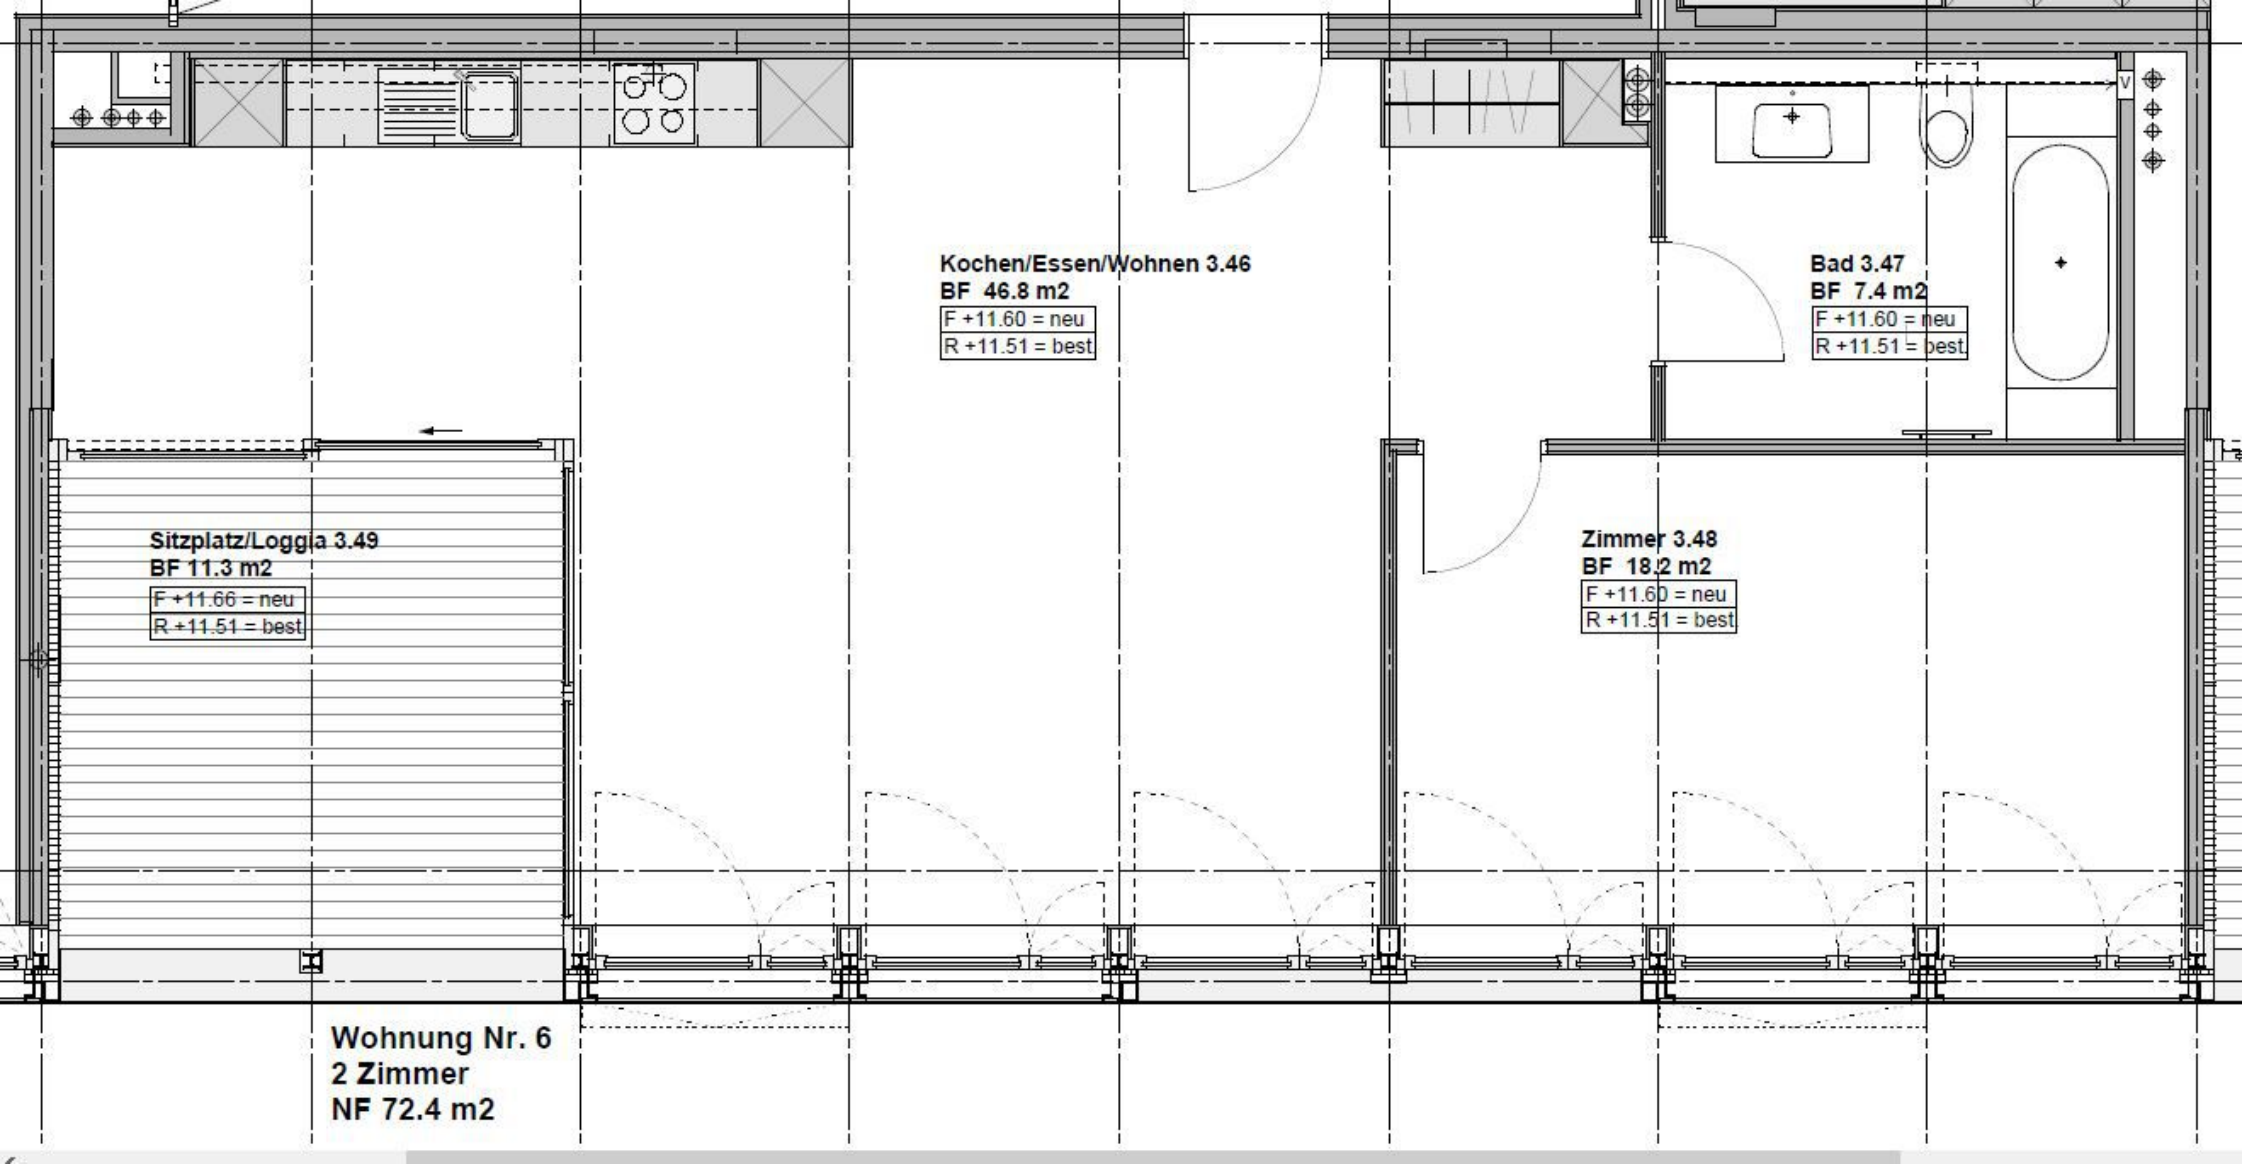 V
Kochen/Essen/Wohnen 3.46
BF 46.8 m2
F +11.60 = neu
R +11.51 = best.
Bad 3.47
BF 7.4 m2
F +11.60 = neu
R +11.51 = best.
Sitzplatz/Loggia 3.49
BF 11.3 m2
F +11.66 = neu
R +11.51 = best.
Zimmer 3.48
BF 18.2 m2
F +11.60 = neu
R +11.51 = best.
Wohnung Nr. 6
2 Zimmer
NF 72.4 m2